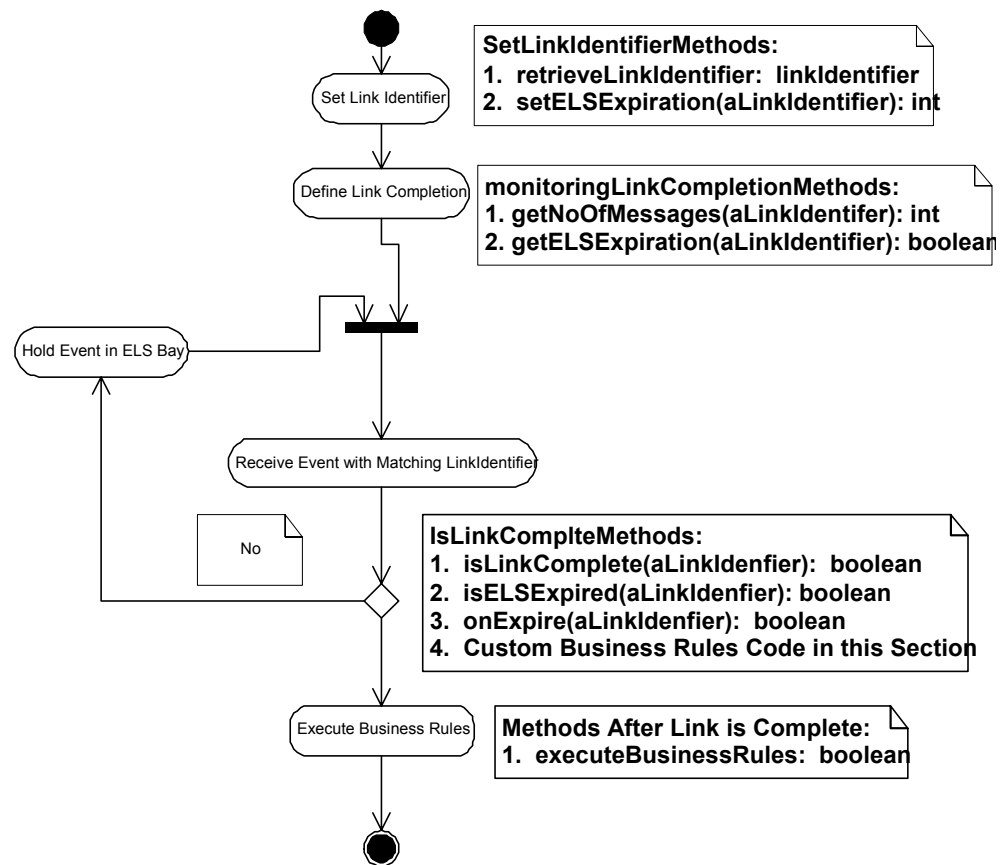 SetLinkIdentifierMethods:
1. retrieveLinkIdentifier: linkIdentifier
2. setELSExpiration(aLinkIdentifier): int
Set Link Identifier
Define Link Completion
monitoringLinkCompletionMethods:
1. getNoOfMessages(aLinkIdentifer): int
2. getELSExpiration(aLinkIdentifier): boolean
Hold Event in ELS Bay
Receive Event with Matching LinkIdentifier
No
IsLinkComplteMethods:
1. isLinkComplete(aLinkIdenfier): boolean
2. isELSExpired(aLinkIdenfier): boolean
3. onExpire(aLinkIdenfier): boolean
4. Custom Business Rules Code in this Section
Execute Business Rules
Methods After Link is Complete:
1. executeBusinessRules: boolean